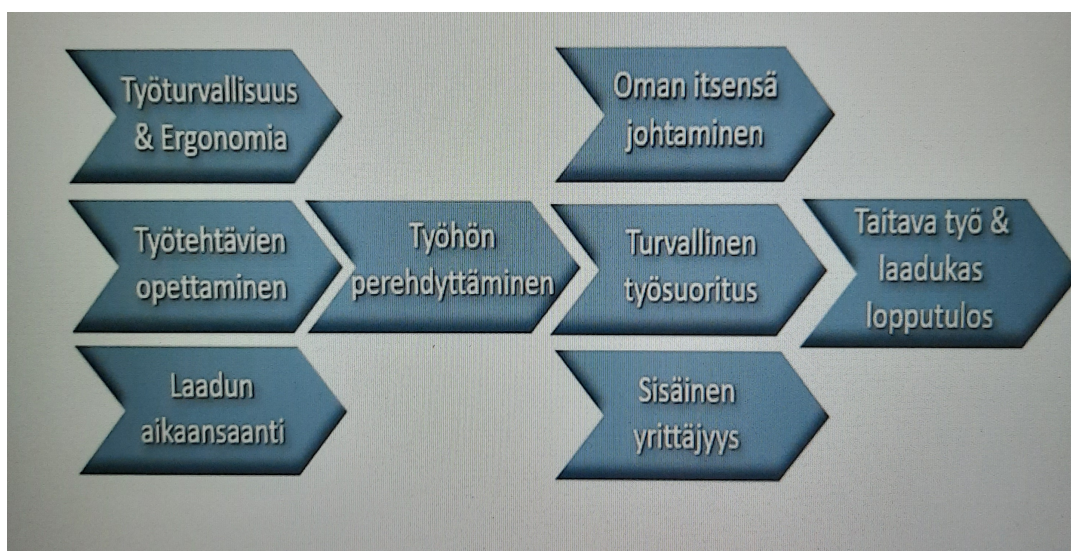 Työturvallisuus
& Ergonomia
Oman itsensä
johtaminen
Työtehtävien
opettaminen
Työhön
perehdyttäminen
Turvallinen
työsuoritus
Taitava työ &
laadukas
lopputulos
Laadun
aikaansaanti
Sisäinen
yrittäjyys